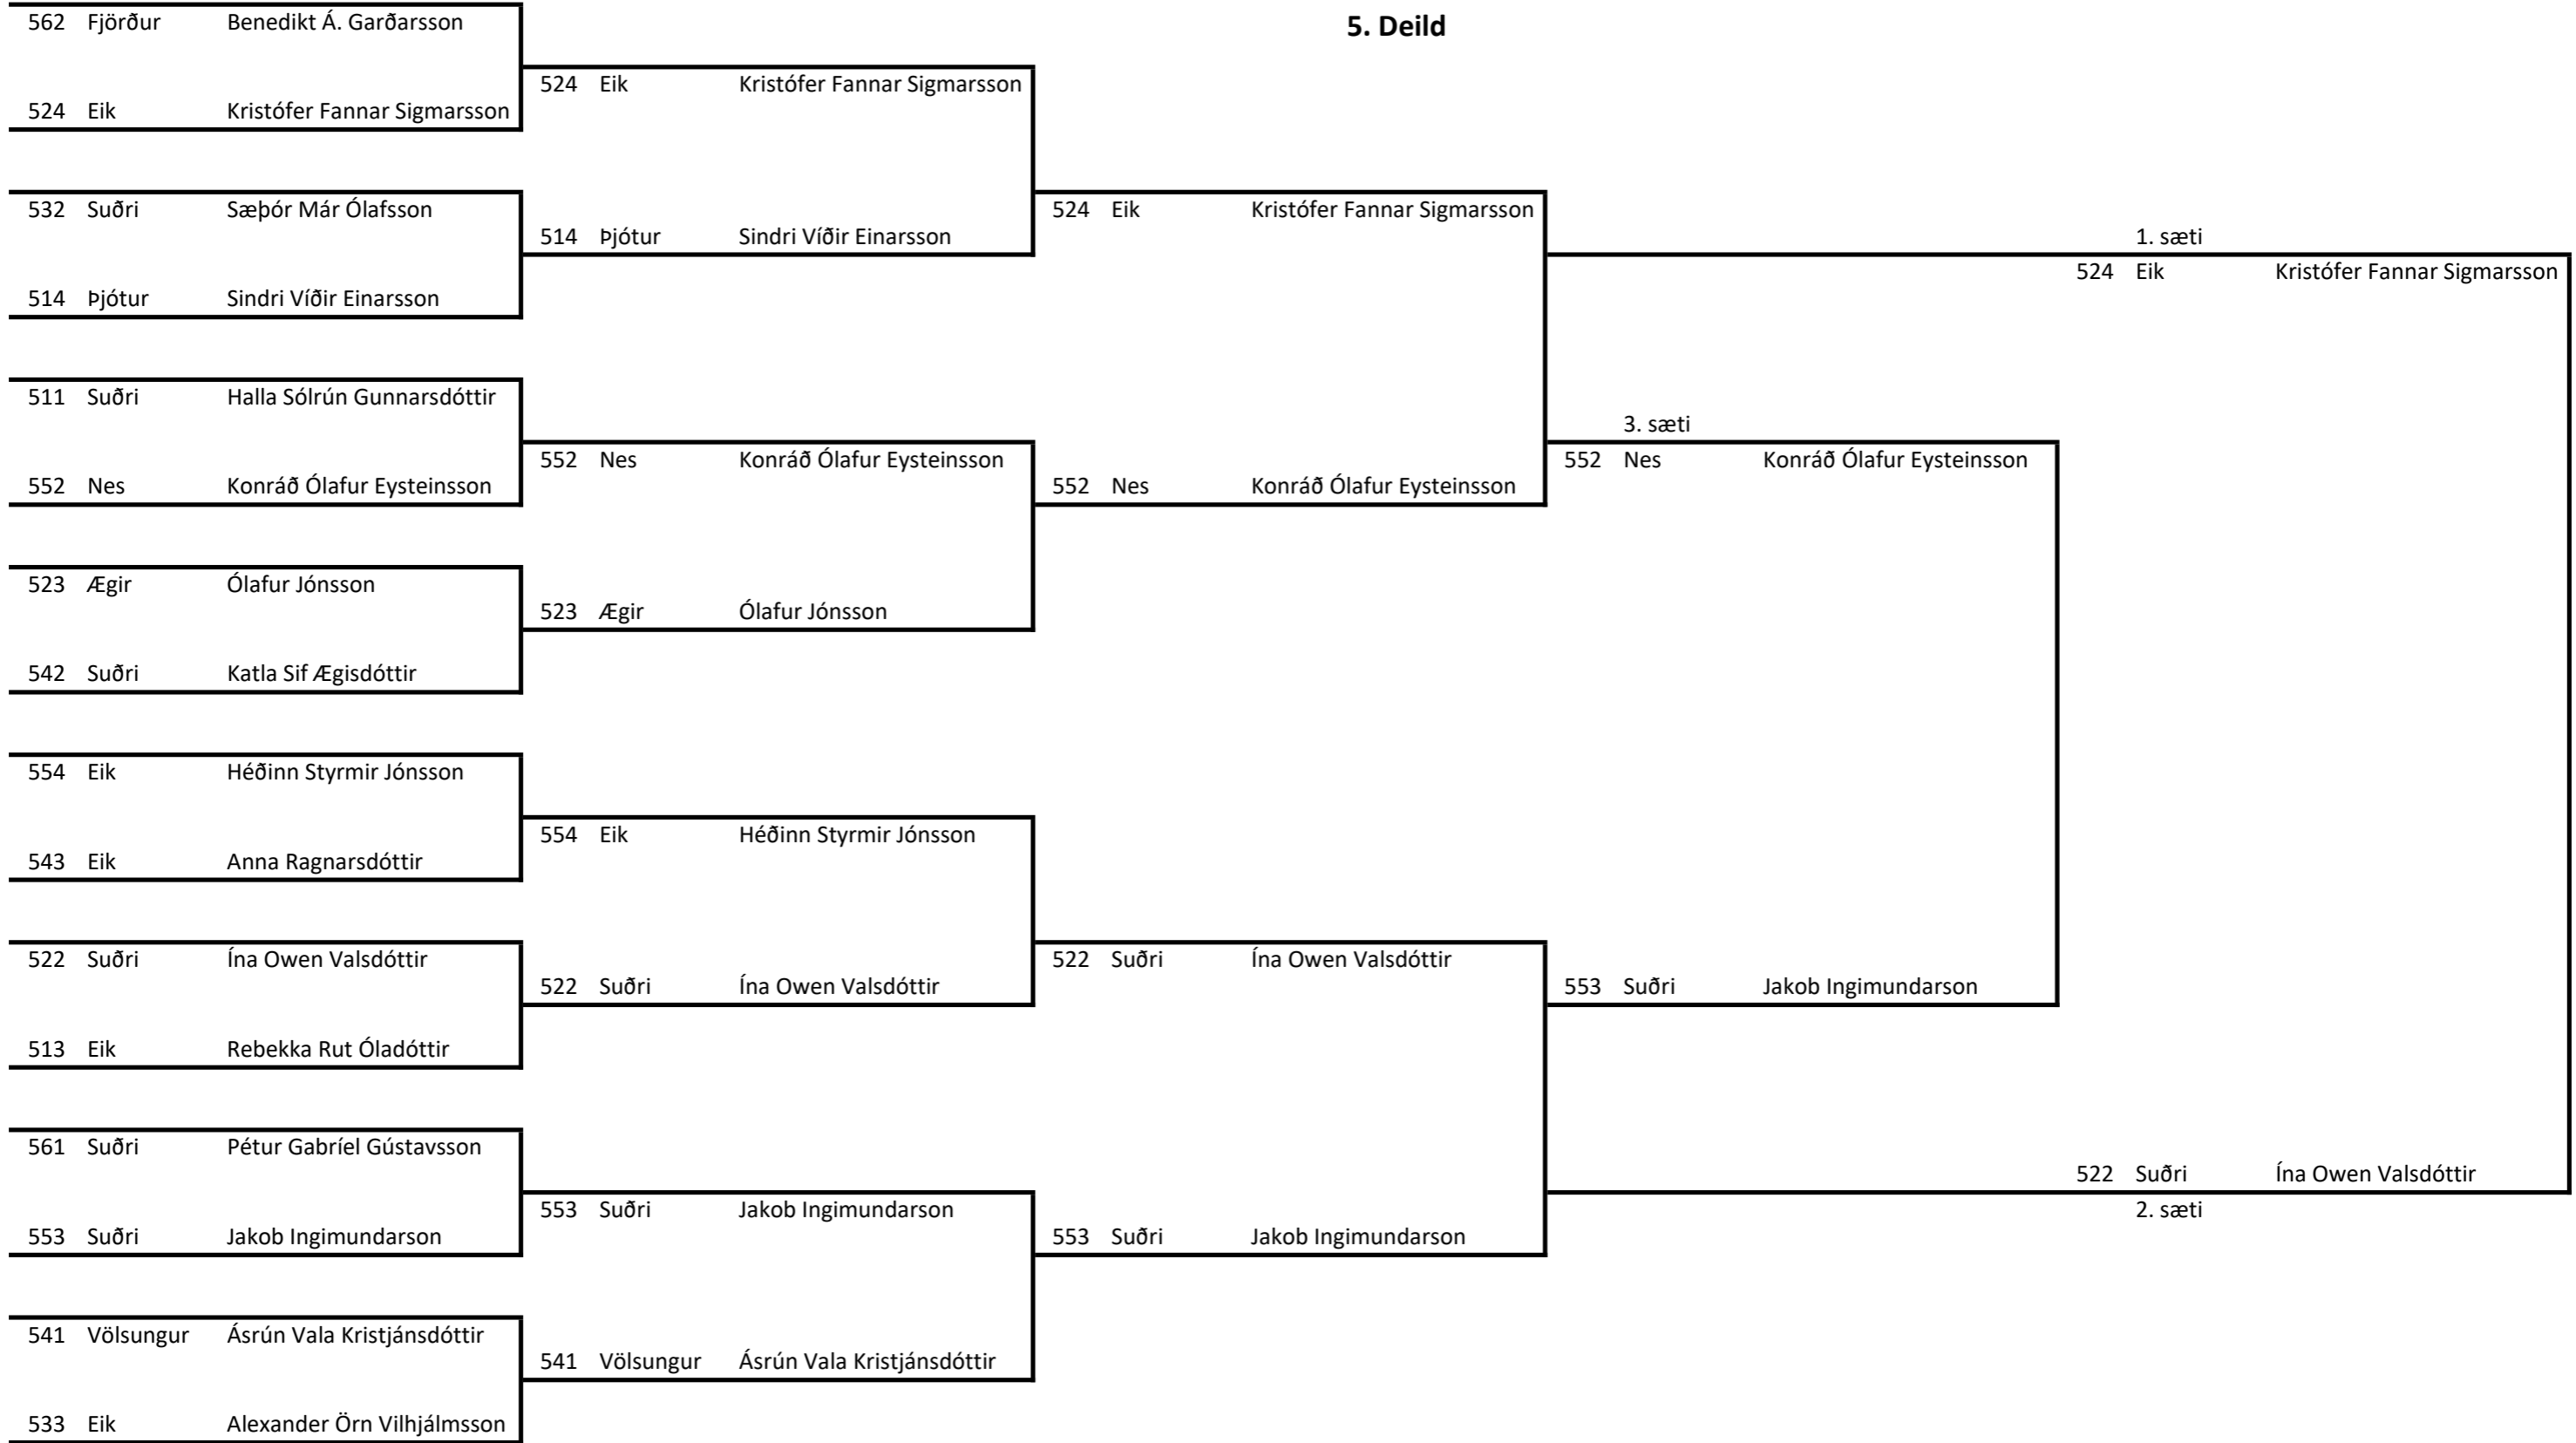 5. Deild
562 Fjörður Benedikt Á. Garðarsson
524 Eik Kristófer Fannar Sigmarsson
532 Suðri Sæþór Már Ólafsson
514 Þjótur Sindri Víðir Einarsson
511 Suðri Halla Sólrún Gunnarsdóttir
552 Nes Konráð Ólafur Eysteinsson
523 Ægir Ólafur Jónsson
542 Suðri Katla Sif Ægisdóttir
554 Eik Héðinn Styrmir Jónsson
543 Eik Anna Ragnarsdóttir
522 Suðri Ína Owen Valsdóttir
513 Eik Rebekka Rut Óladóttir
561 Suðri Pétur Gabríel Gústavsson
553 Suðri Jakob Ingimundarson
541 Völsungur Ásrún Vala Kristjánsdóttir
533 Eik Alexander Örn Vilhjálmsson
524 Eik Kristófer Fannar Sigmarsson
514 Þjótur Sindri Víðir Einarsson
552 Nes Konráð Ólafur Eysteinsson
523 Ægir Ólafur Jónsson
554 Eik Héðinn Styrmir Jónsson
522 Suðri Ína Owen Valsdóttir
553 Suðri Jakob Ingimundarson
541 Völsungur Ásrún Vala Kristjánsdóttir
524 Eik Kristófer Fannar Sigmarsson
552 Nes Konráð Ólafur Eysteinsson
522 Suðri Ína Owen Valsdóttir
553 Suðri Jakob Ingimundarson
3. sæti
552 Nes Konráð Ólafur Eysteinsson
553 Suðri Jakob Ingimundarson
1. sæti
524 Eik Kristófer Fannar Sigmarsson
522 Suðri Ína Owen Valsdóttir
2. sæti